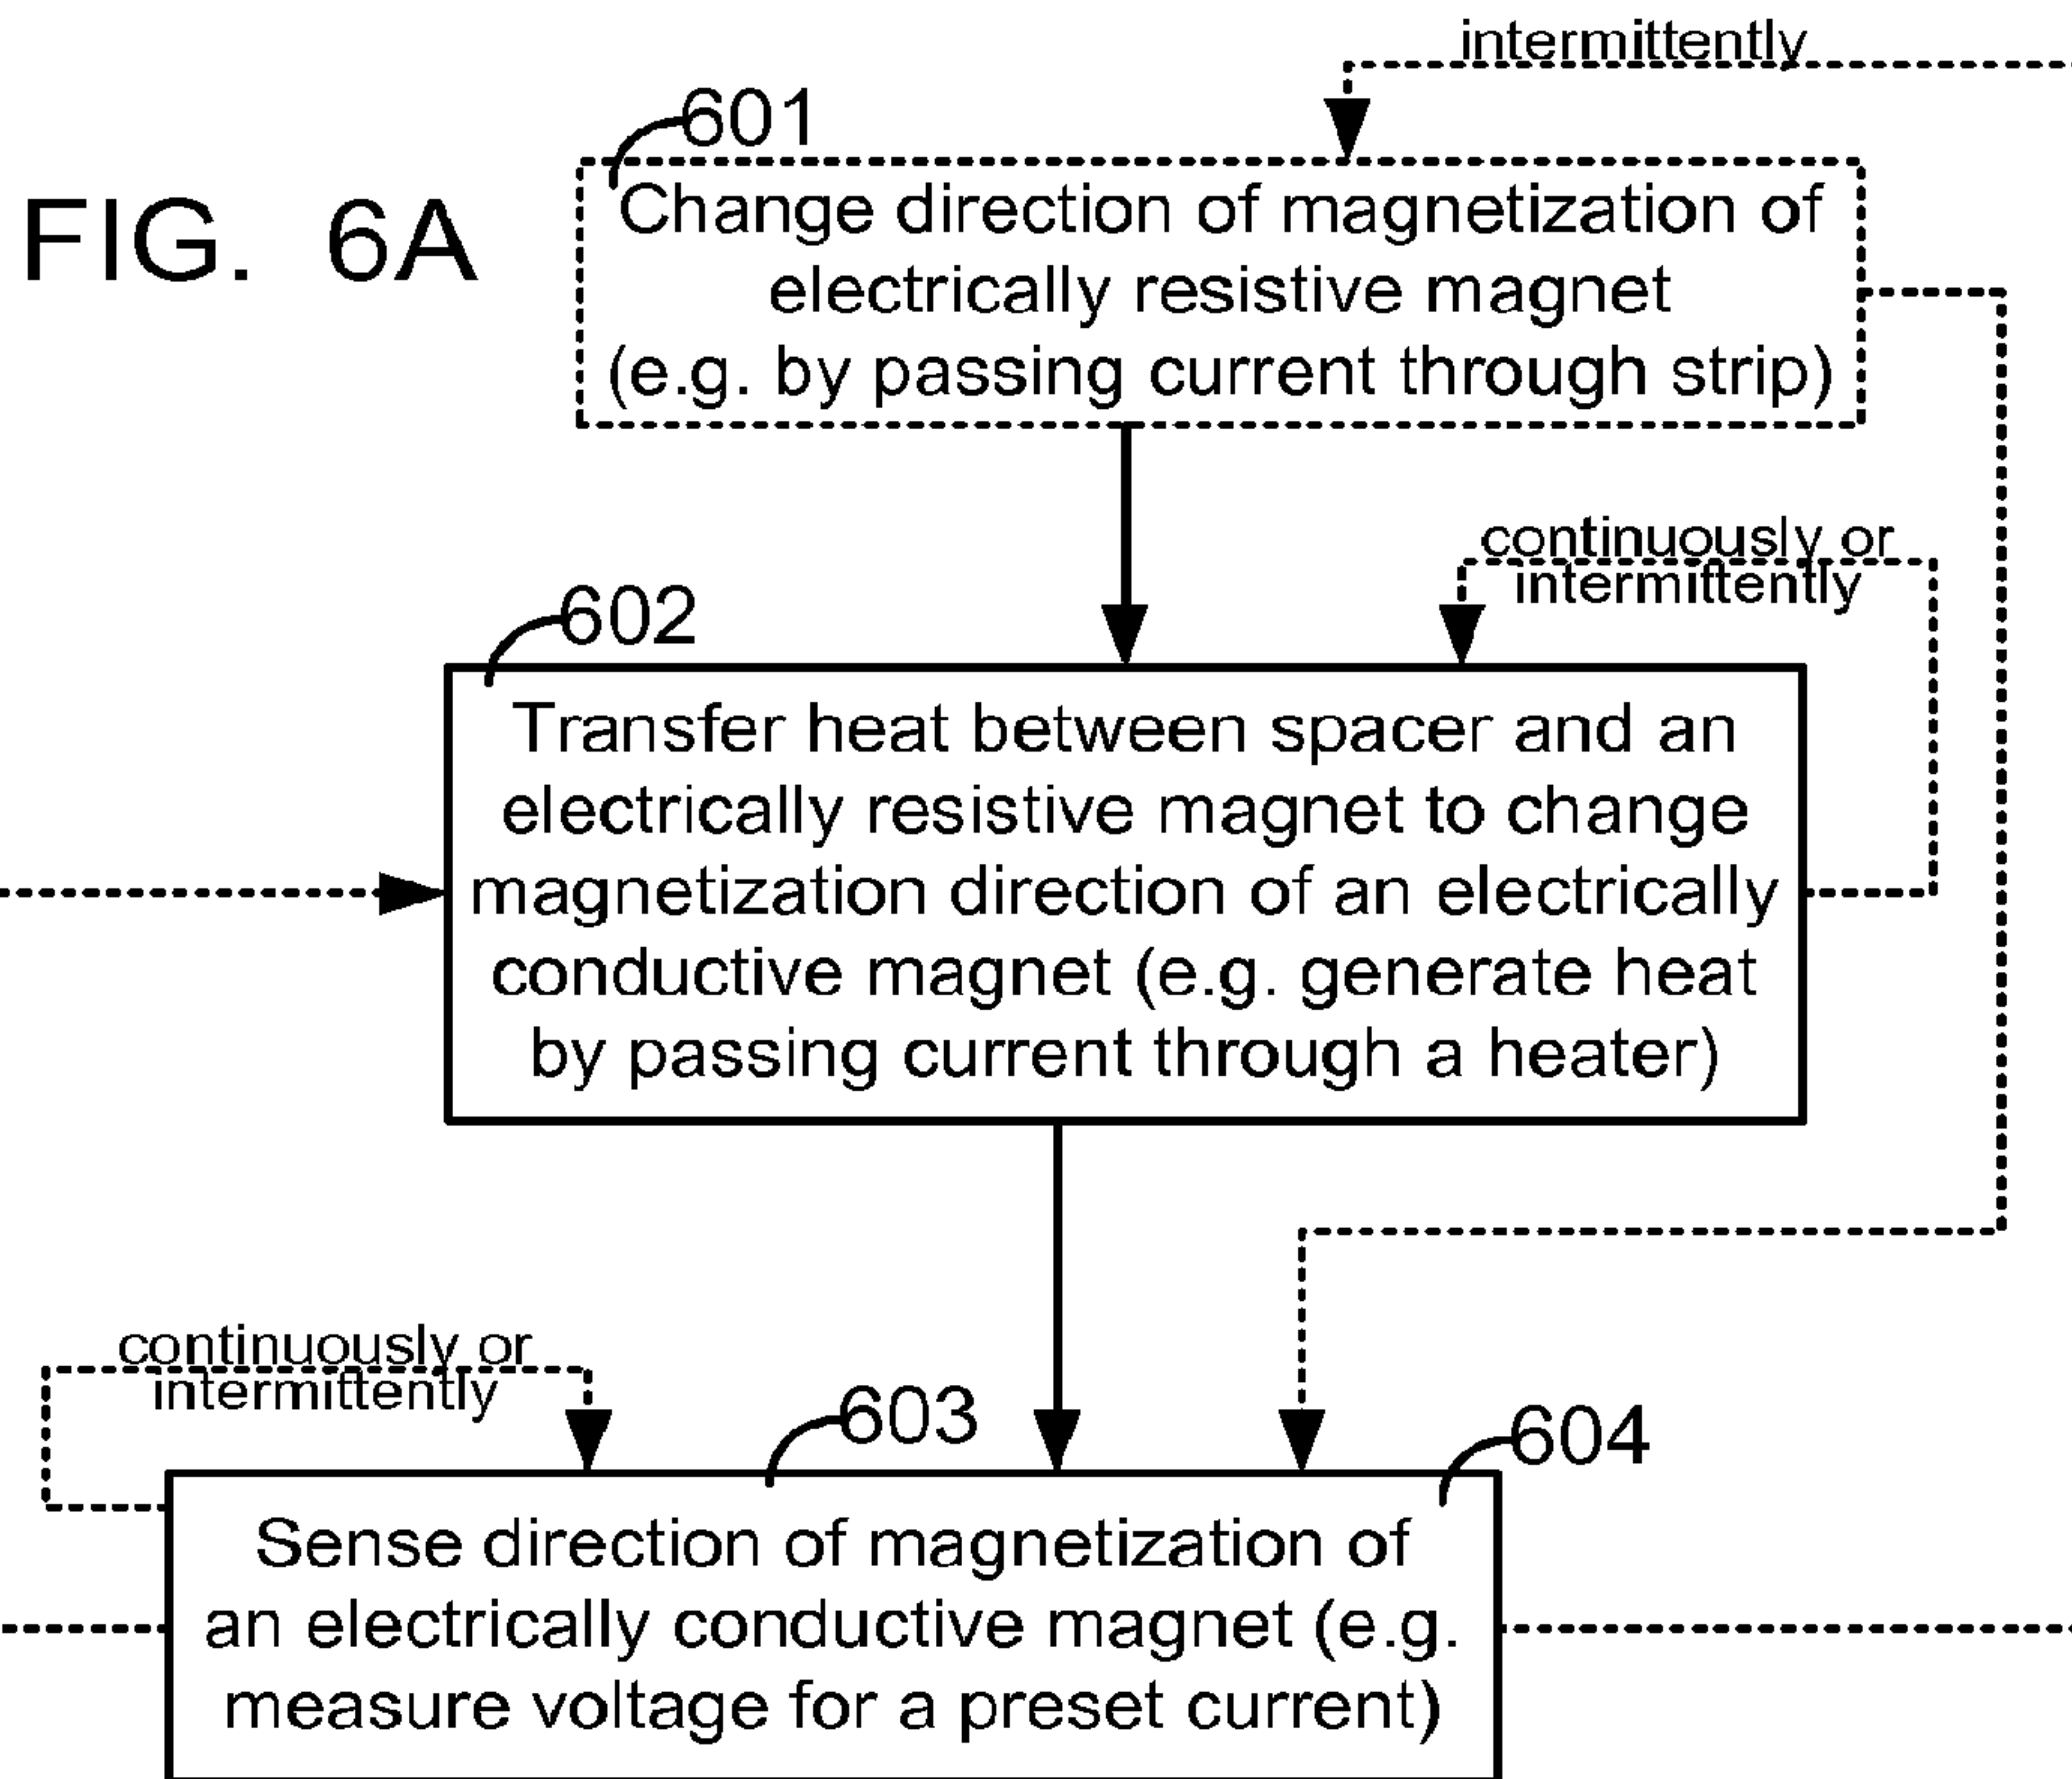 intermittently
601
FIG. 6A
Change direction of magnetization of
electrically resistive magnet
(e.g. by passing current through strip)
continuously or
intermittently
602
Transfer heat between spacer and an
electrically resistive magnet to change
magnetization direction of an electrically
conductive magnet (e.g. generate heat
by passing current through a heater)
continuously or
intermittently
603
604
Sense direction of magnetization of
an electrically conductive magnet (e.g.
measure voltage for a preset current)